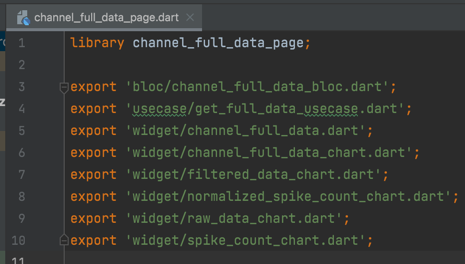 channel_full_data_page.dart
1 library channel_full_data_page;
2
3 export 'bloc/channel_full_data_bloc.dart';
4 export 'usecase/get_full_data_usecase.dart';
5 export 'widget/channel_full_data.dart';
6 export 'widget/channel_full_data_chart.dart';
7 export 'widget/filtered_data_chart.dart';
8 export 'widget/normalized_spike_count_chart.dart';
9 export 'widget/raw_data_chart.dart';
10 export 'widget/spike_count_chart.dart';
11